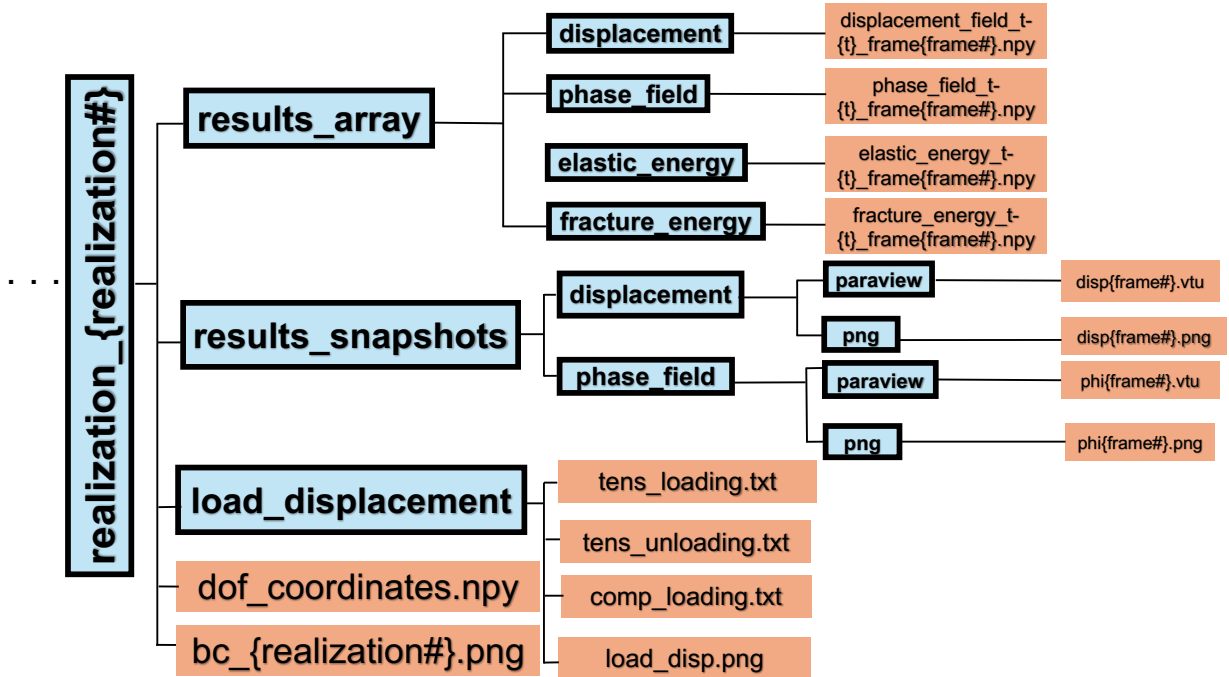 . . .
realization_{realization#}
results_array
displacement
displacement_field_t-
{t}_frame{frame#}.npy
phase_field
phase_field_t-
{t}_frame{frame#}.npy
elastic_energy
elastic_energy_t-
{t}_frame{frame#}.npy
fracture_energy
fracture_energy_t-
{t}_frame{frame#}.npy
results_snapshots
displacement
paraview
disp{frame#}.vtu
png
disp{frame#}.png
phase_field
paraview
phi{frame#}.vtu
png
phi{frame#}.png
load_displacement
tens_loading.txt
tens_unloading.txt
comp_loading.txt
load_disp.png
dof_coordinates.npy
bc_{realization#}.png